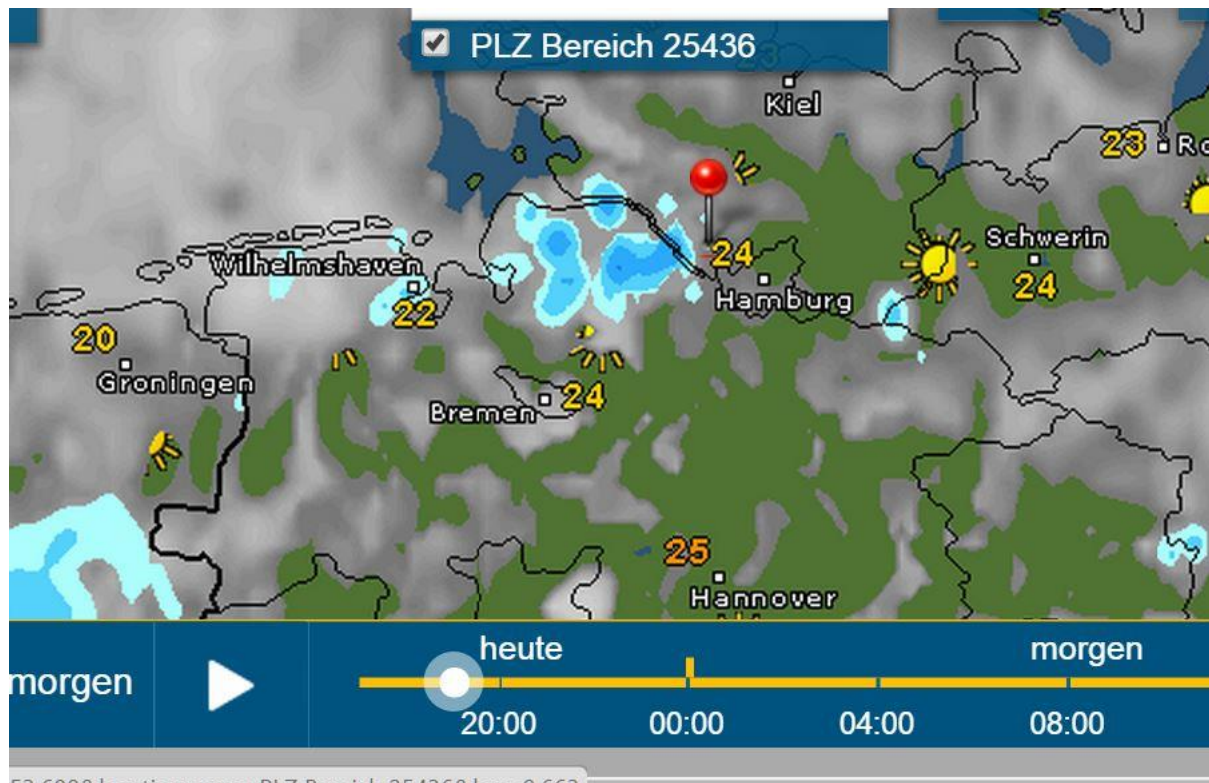 PLZ Bereich 25436
Kiel
23
Schwerin
24
24
Hamburg
Wilhelmshaven
22
20
Groningen
24
Bremen
25
Hannover
heute
morgen
morgen
20:00
00:00
04:00
08:00